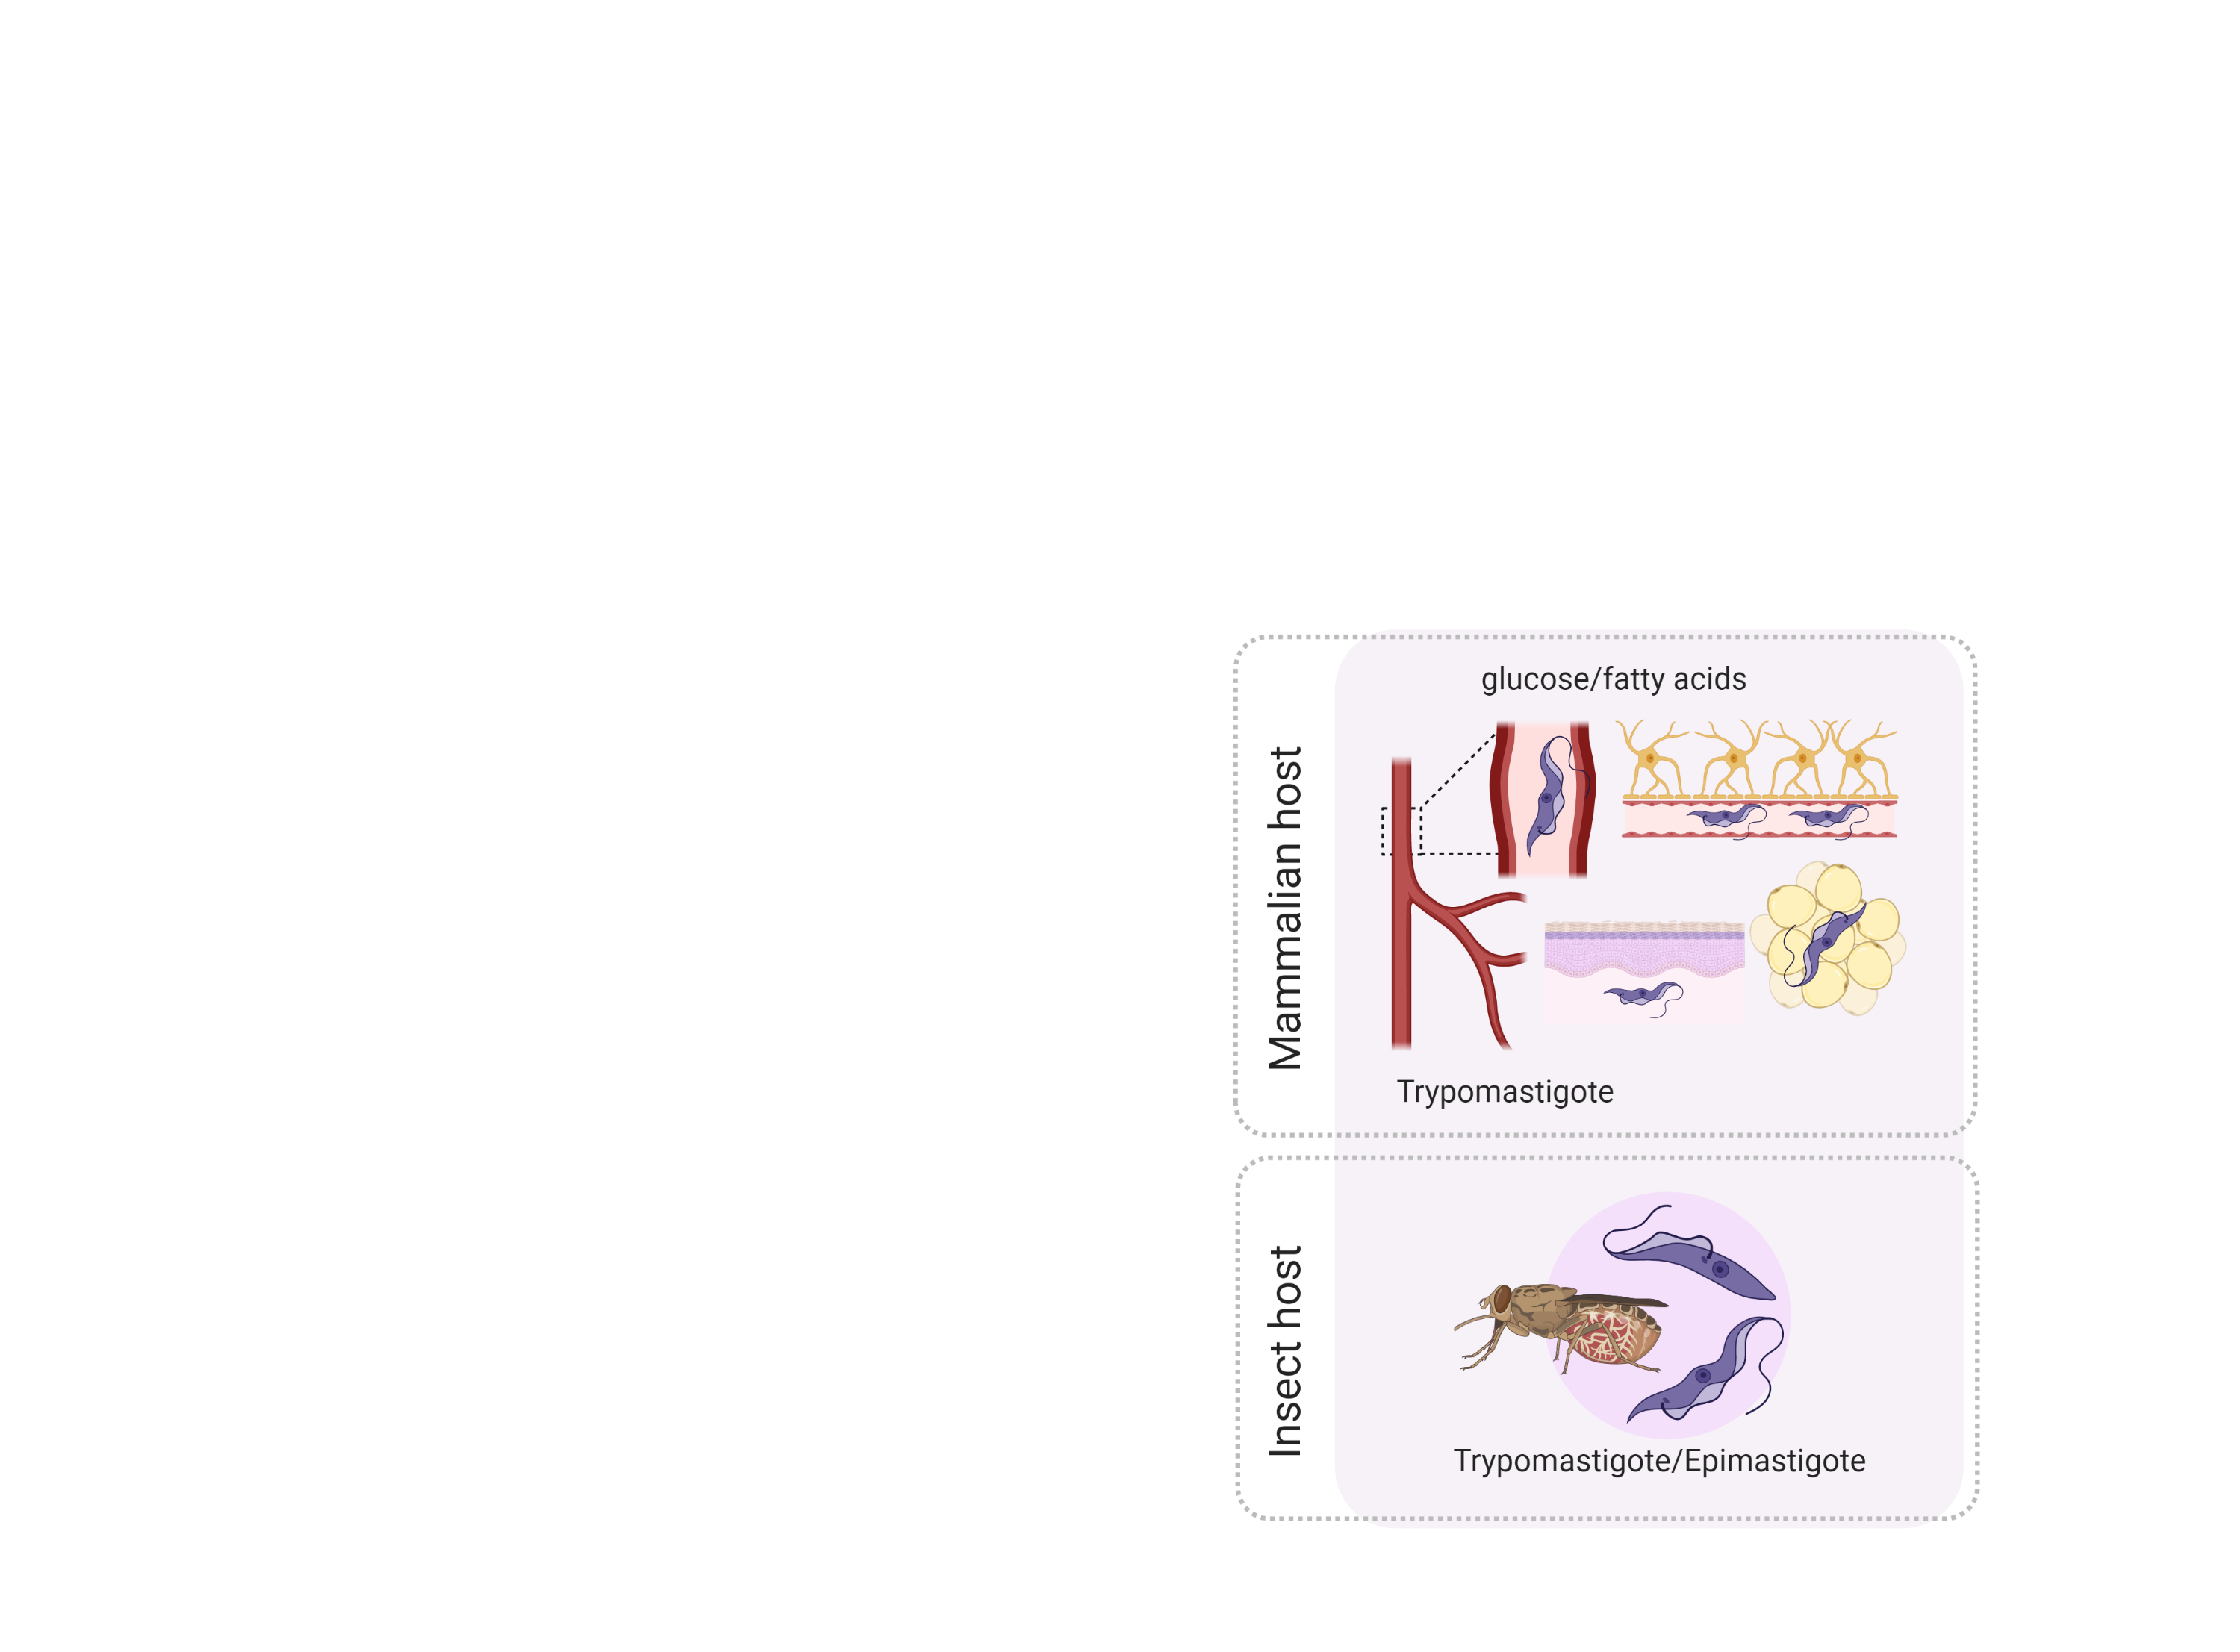 Mammalian host
glucose/fatty acids
Trypomastigote
Insect host
Trypomastigote/Epimastigote